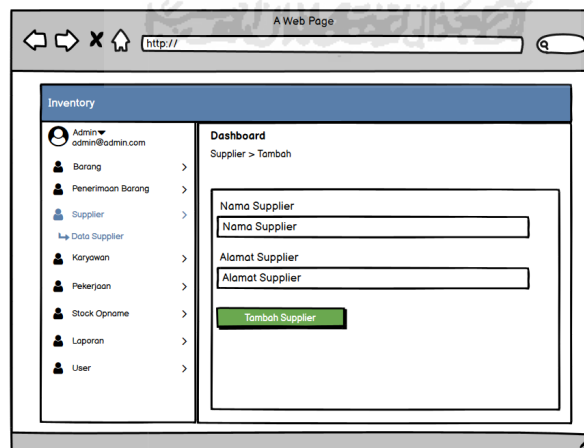 A Web Page
http://
Inventory
Admin
admin@admin.com
Barang
Penerimaan Barang
Supplier
Data Supplier
Karyawan
Pekerjaan
Stock Opname
Laporan
User
Dashboard
Supplier > Tambah
Nama Supplier
Nama Supplier
Alamat Supplier
Alamat Supplier
Tambah Supplier